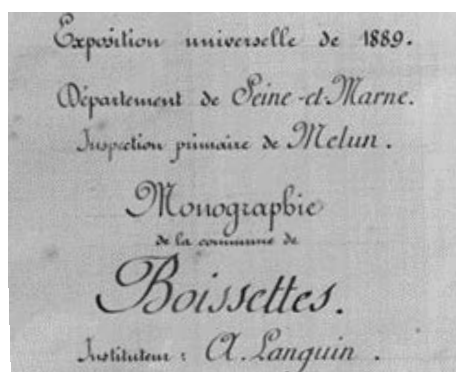 Exposition universelle de 1889.
Département de Seine-et-Marne.
Inspection primaire de Melun.
Monographie
de la commune de
Boissettes.
Instituteur : A. Languin.